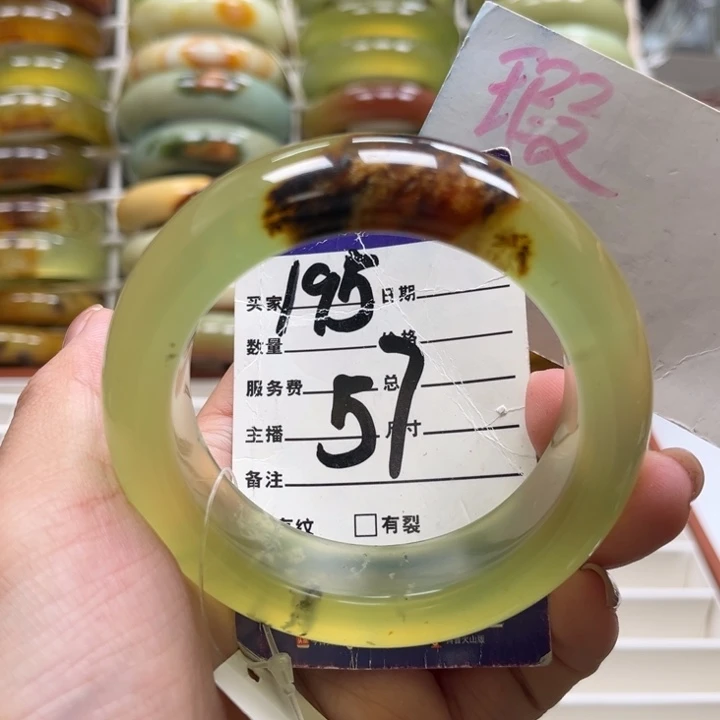 瑕
买家 195 日期
数量 价格
服务费 57 总
主播 尺寸
备注
纹 □有裂